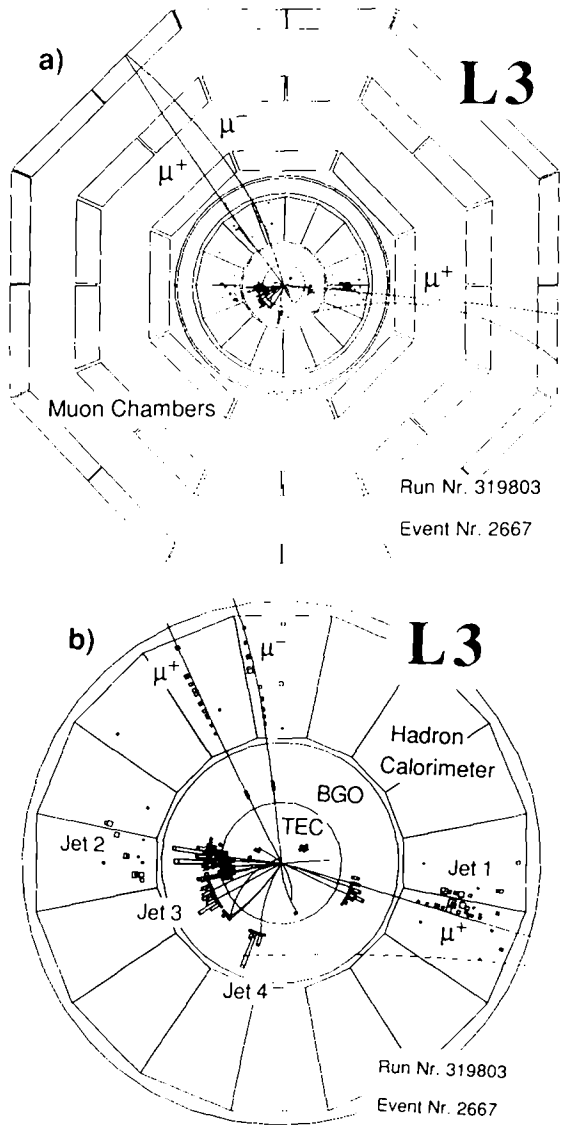 a)
L3
μ⁻
μ⁺
μ⁺
Muon Chambers
Run Nr. 319803
Event Nr. 2667
b)
L3
μ⁺
μ⁻
Hadron
Calorimeter
BGO
TEC
Jet 2
Jet 1
Jet 3
μ⁺
Jet 4
Run Nr. 319803
Event Nr. 2667